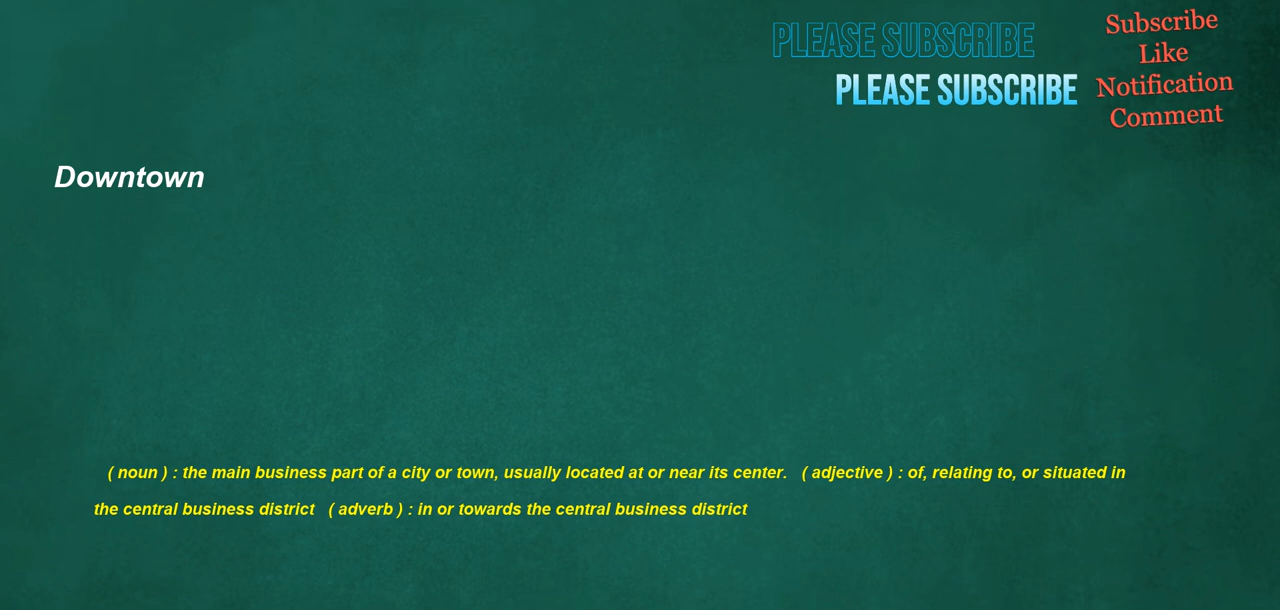 PLEASE SUBSCRIBE
PLEASE SUBSCRIBE
Subscribe
Like
Notification
Comment
Downtown
( noun ) : the main business part of a city or town, usually located at or near its center. ( adjective ) : of, relating to, or situated in
the central business district ( adverb ) : in or towards the central business district